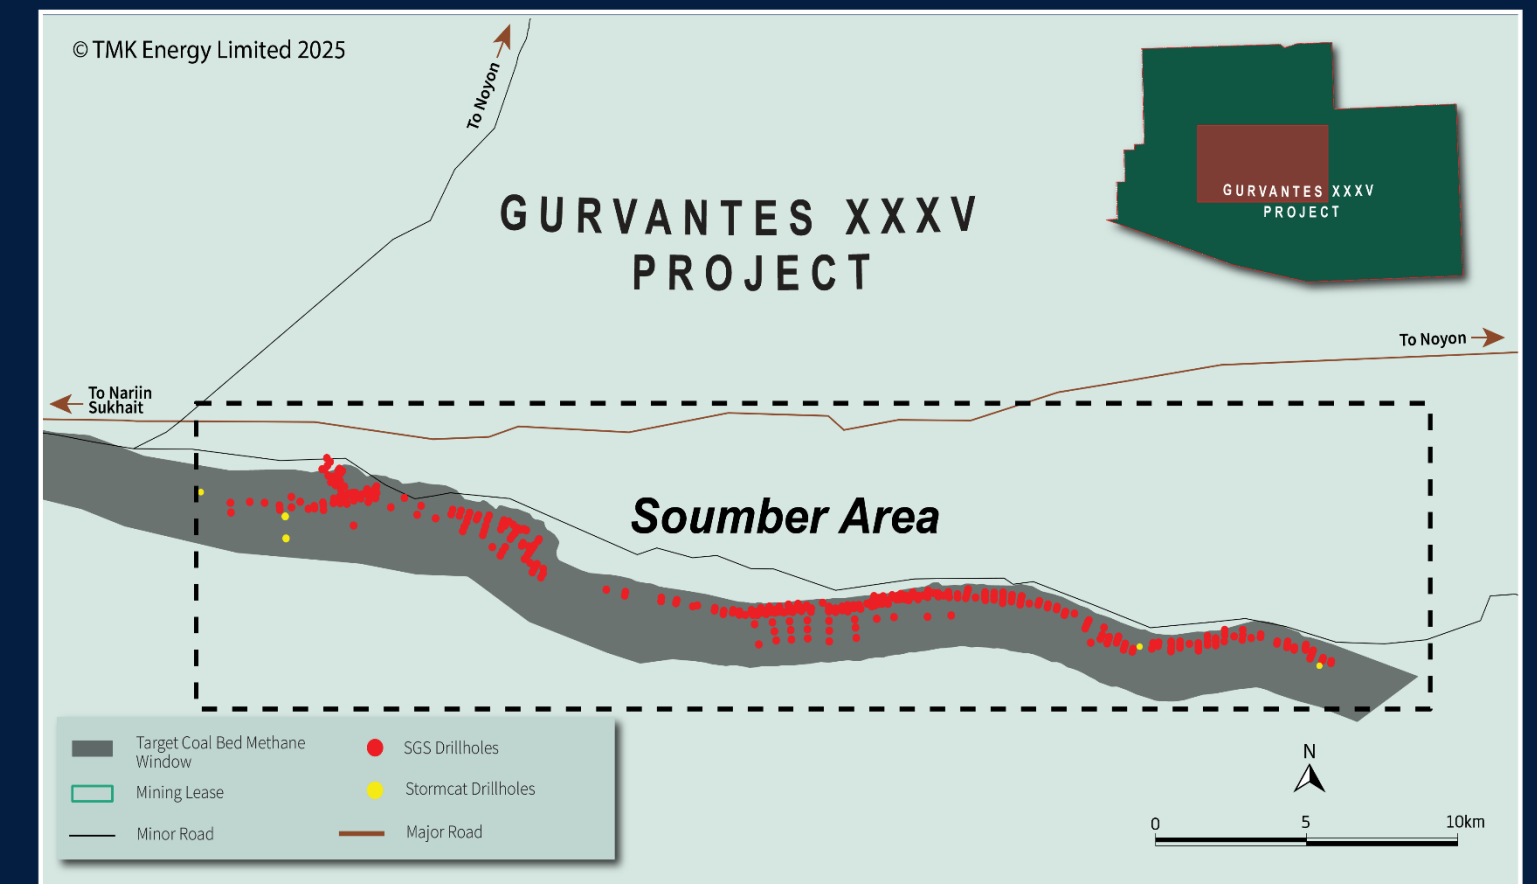 © TMK Energy Limited 2025
To Noyon
GURVANTES XXXV
PROJECT
GURVANTES XXXV
PROJECT
To Noyon
To Nariin
Sukhait
Soumber Area
Target Coal Bed Methane
Window
Mining Lease
Minor Road
SGS Drillholes
Stormcat Drillholes
Major Road
N
0 5 10km